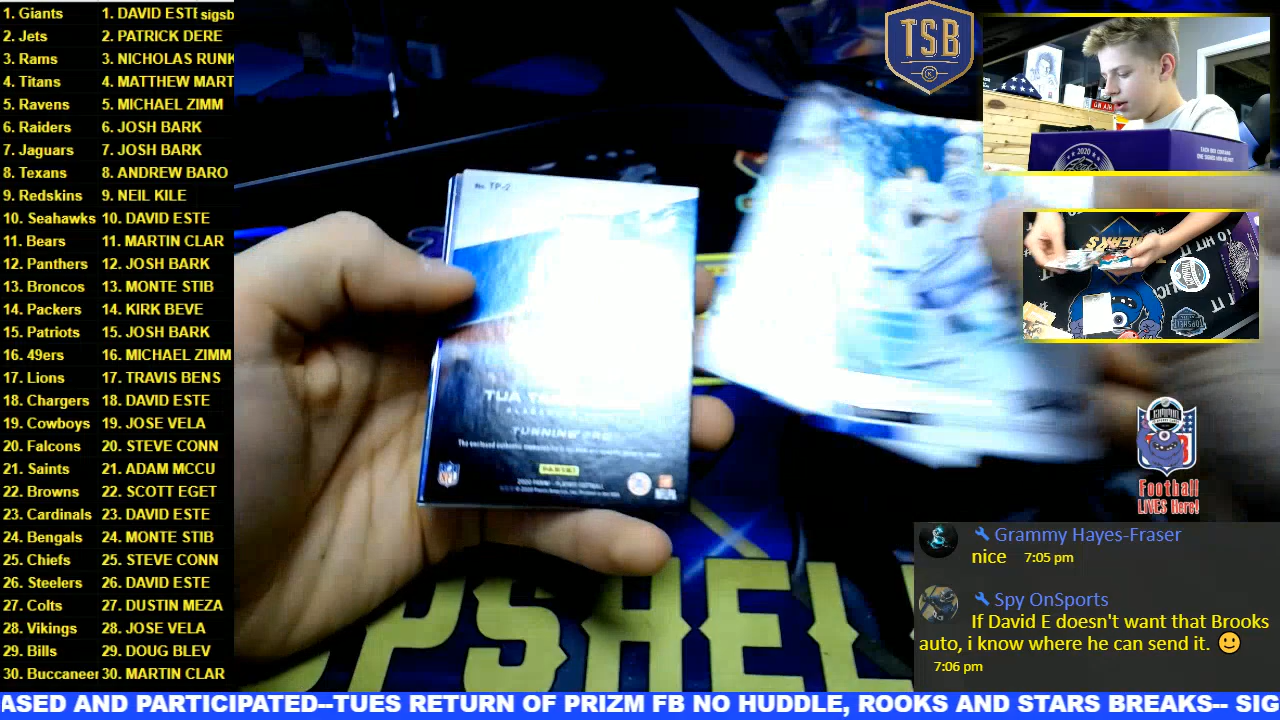 1. Giants 1. DAVID ESTE sigsb
2. Jets 2. PATRICK DERE
3. Rams 3. NICHOLAS RUNK
4. Titans 4. MATTHEW MART
5. Ravens 5. MICHAEL ZIMM
6. Raiders 6. JOSH BARK
7. Jaguars 7. JOSH BARK
8. Texans 8. ANDREW BARO
9. Redskins 9. NEIL KILE
10. Seahawks 10. DAVID ESTE
11. Bears 11. MARTIN CLAR
12. Panthers 12. JOSH BARK
13. Broncos 13. MONTE STIB
14. Packers 14. KIRK BEVE
15. Patriots 15. JOSH BARK
16. 49ers 16. MICHAEL ZIMM
17. Lions 17. TRAVIS BENS
18. Chargers 18. DAVID ESTE
19. Cowboys 19. JOSE VELA
20. Falcons 20. STEVE CONN
21. Saints 21. ADAM MCCU
22. Browns 22. SCOTT EGET
23. Cardinals 23. DAVID ESTE
24. Bengals 24. MONTE STIB
25. Chiefs 25. STEVE CONN
26. Steelers 26. DAVID ESTE
27. Colts 27. DUSTIN MEZA
28. Vikings 28. JOSE VELA
29. Bills 29. DOUG BLEV
30. Buccaneer 30. MARTIN CLAR
No. TP-2
TUA
TURNING PRO
PANINI
NFL
TSB
ON AIR
2020
Football
LIVES Here!
Grammy Hayes-Fraser
nice 7:05 pm
Spy OnSports
If David E doesn't want that Brooks
auto, i know where he can send it.
7:06 pm
ASED AND PARTICIPATED--TUES RETURN OF PRIZM FB NO HUDDLE, ROOKS AND STARS BREAKS-- SIG